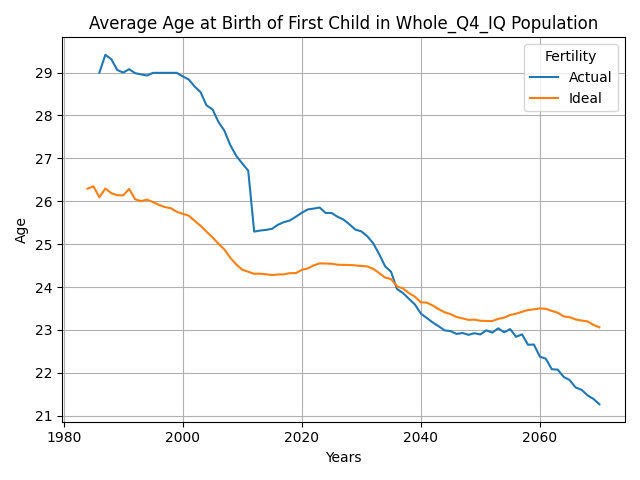 Average Age at Birth of First Child in Whole_Q4_IQ Population
Fertility
Actual
Ideal
Age
29
28
27
26
25
24
23
22
21
1980
2000
2020
2040
2060
Years